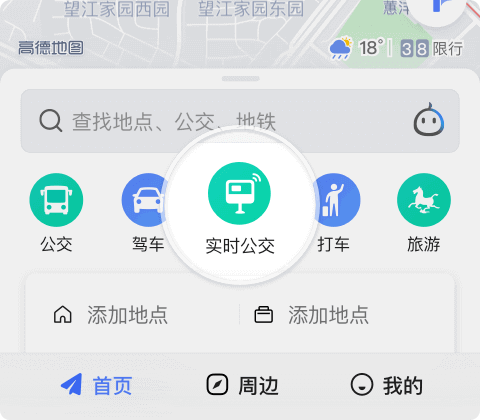 望江家园西园
望江家园东园
蕙沣
高德地图
18°
38限行
查找地点、公交、地铁
公交
驾车
实时公交
打车
旅游
添加地点
添加地点
首页
周边
我的